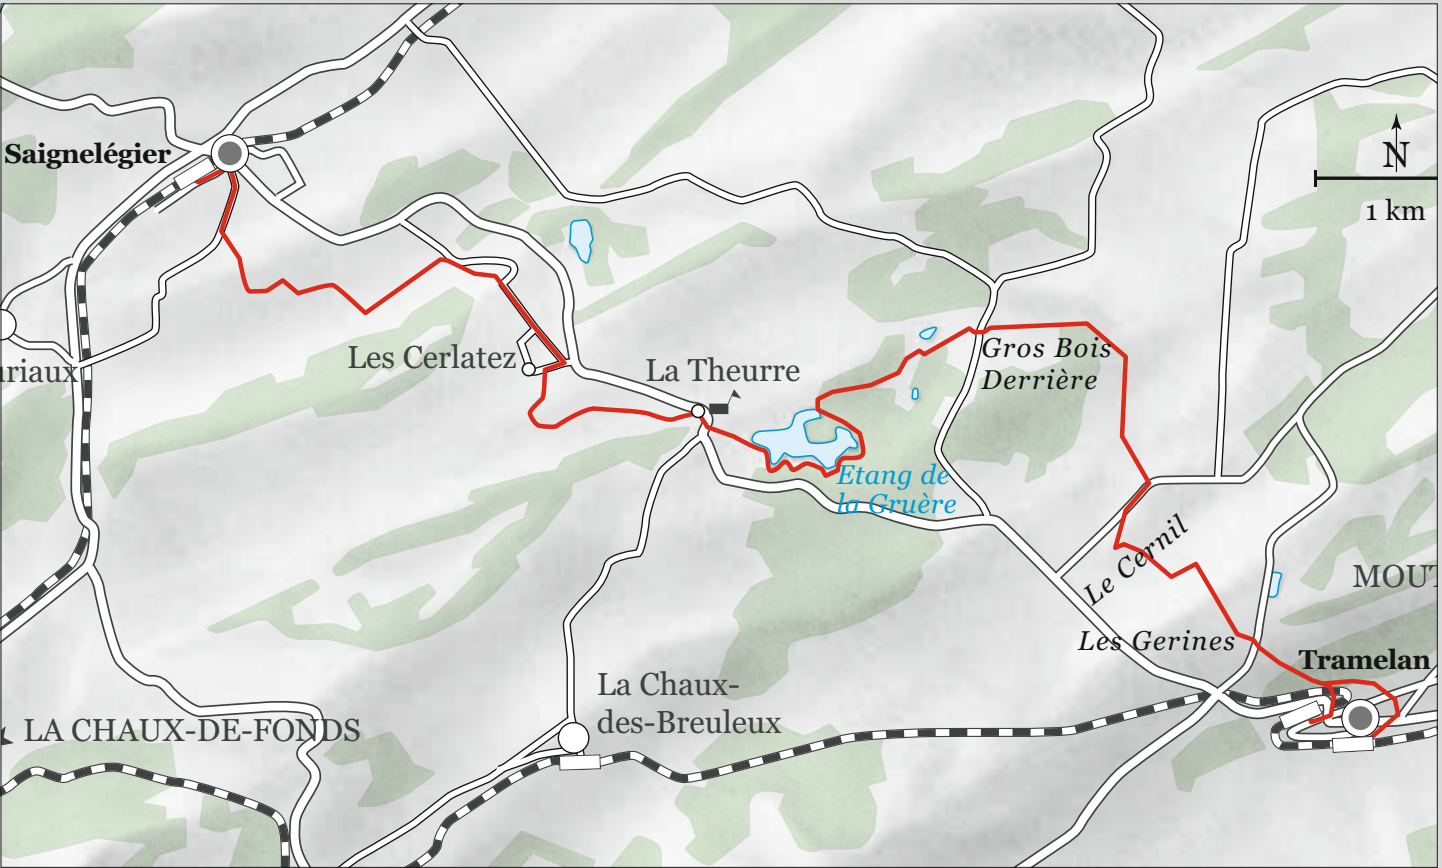 N
1 km
Saignelégier
Les Cerlatez
La Theurre
Gros Bois
Derrière
uriaux
Etang de
la Gruère
Le Cernil
MOUT
Les Gerines
Tramelan
La Chaux-
des-Breuleux
LA CHAUX-DE-FONDS